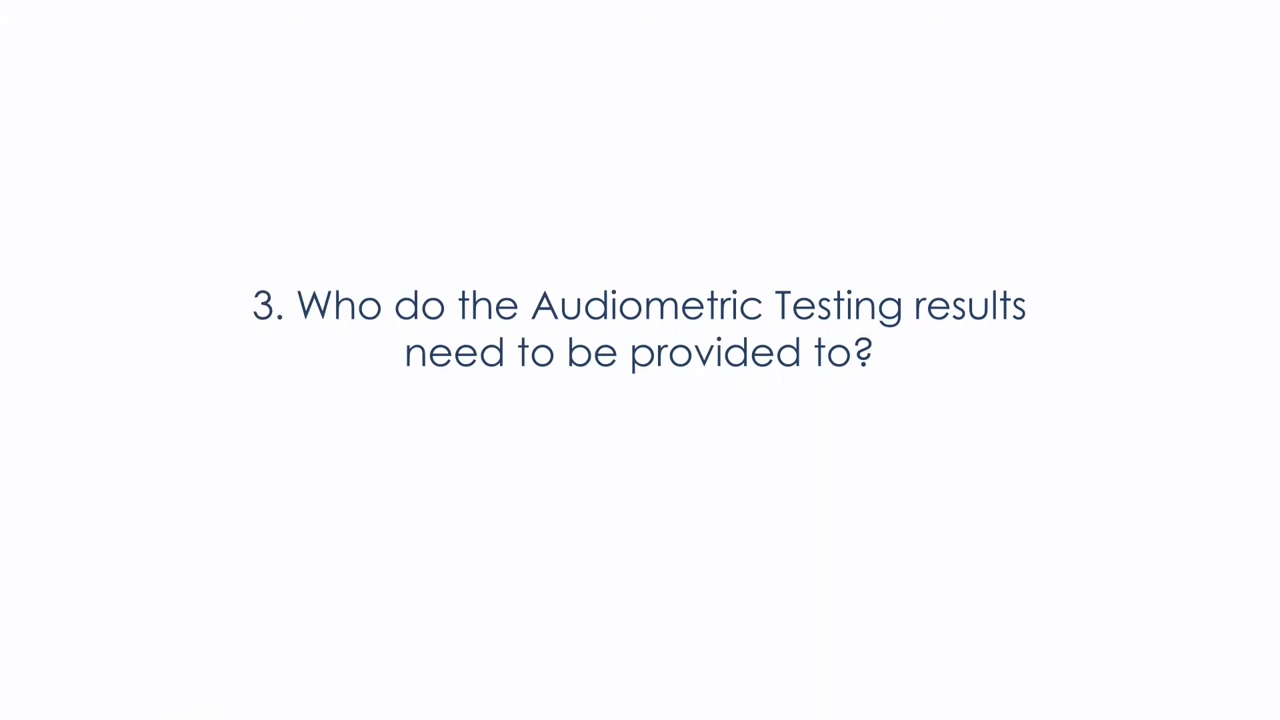 3. Who do the Audiometric Testing results
need to be provided to?